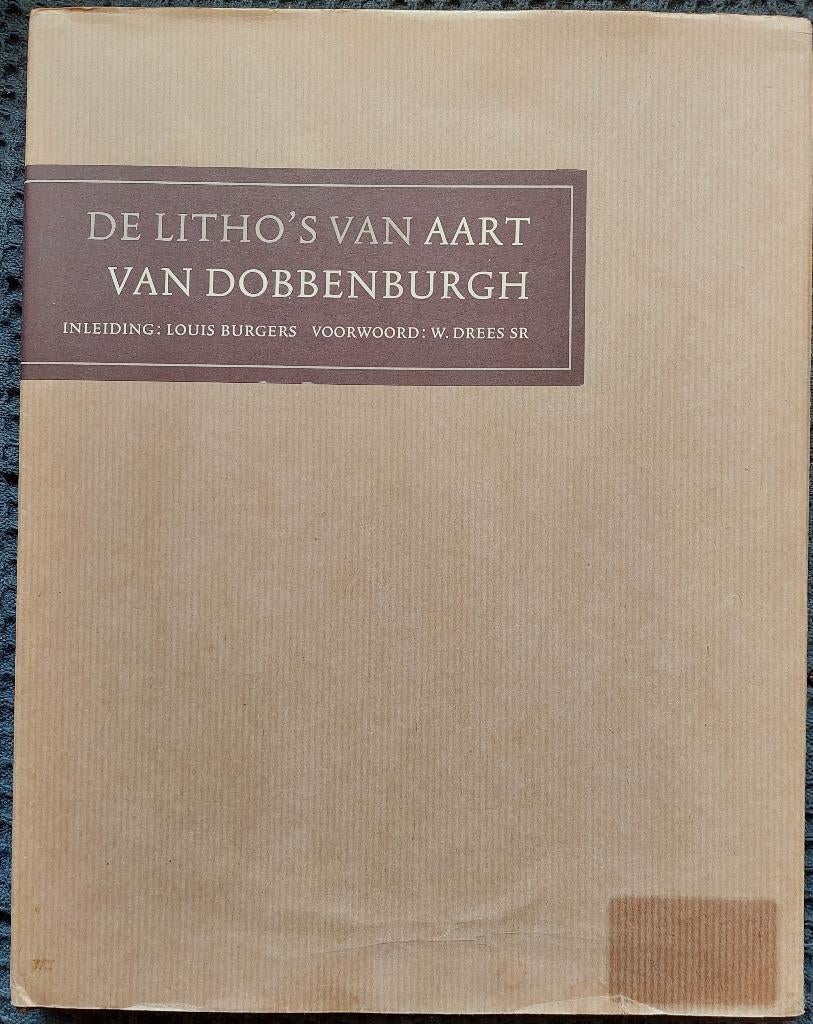 DE LITHO'S VAN AART
VAN DOBBENBURGH
INLEIDING: LOUIS BURGERS VOORWOORD: W. DREES SR